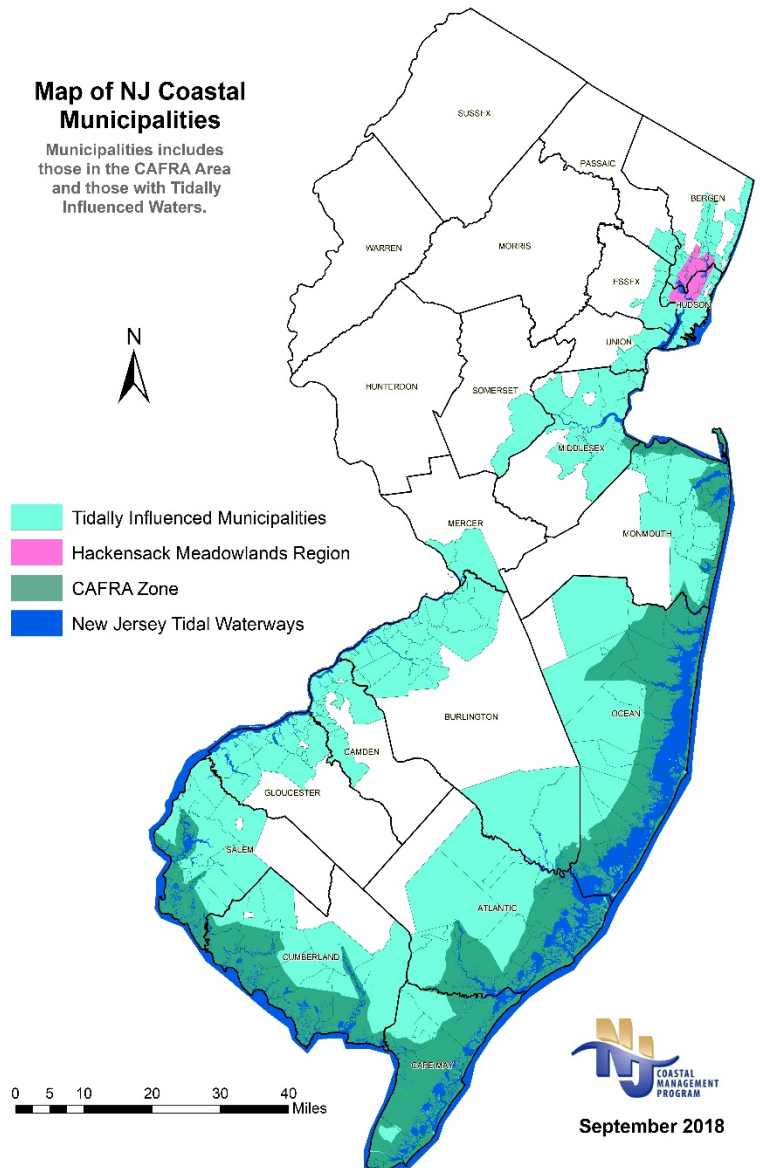 Map of NJ Coastal
Municipalities
Municipalities includes
those in the CAFRA Area
and those with Tidally
Influenced Waters.
SUSSEX
PASSAIC
BERGEN
WARREN
MORRIS
ESSEX
HUDSON
UNION
HUNTERDON
SOMERSET
MIDDLESEX
N
Tidally Influenced Municipalities
Hackensack Meadowlands Region
CAFRA Zone
New Jersey Tidal Waterways
MERCER
MONMOUTH
BURLINGTON
OCEAN
CAMDEN
GLOUCESTER
SALEM
ATLANTIC
CUMBERLAND
CAPE MAY
0 5 10 20 30 40
Miles
NJ
COASTAL
MANAGEMENT
PROGRAM
September 2018